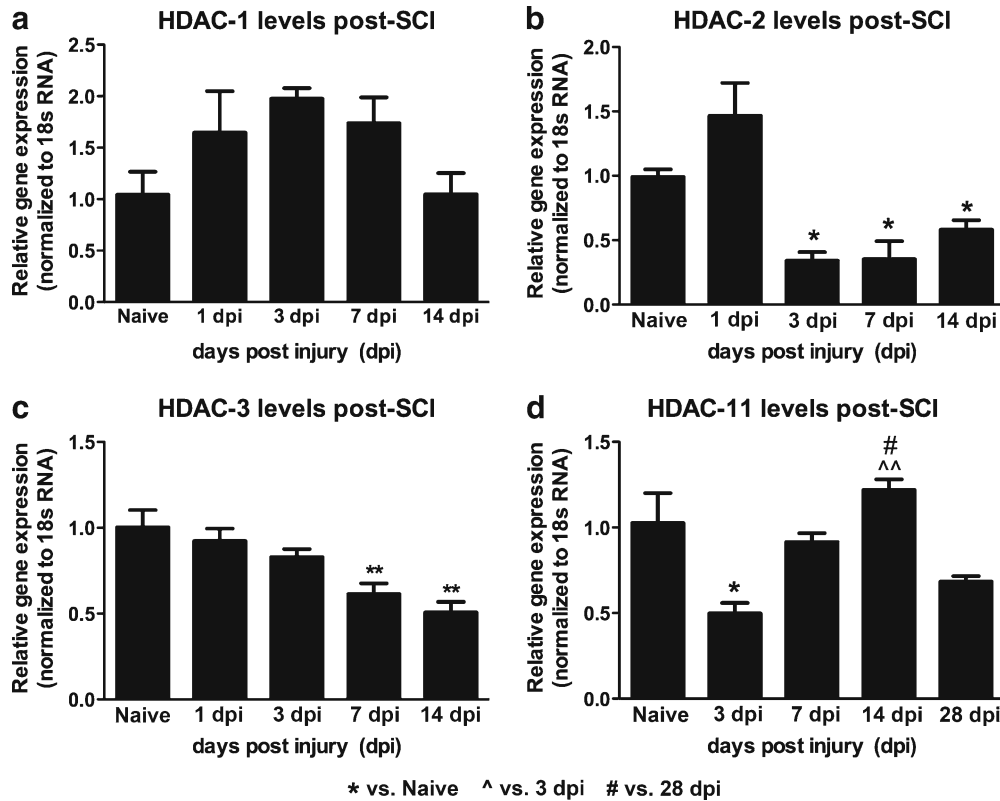 a HDAC-1 levels post-SCI
Relative gene expression
(normalized to 18s RNA)
2.5
2.0
1.5
1.0
0.5
0.0
Naive 1 dpi 3 dpi 7 dpi 14 dpi
days post injury (dpi)
b HDAC-2 levels post-SCI
Relative gene expression
(normalized to 18s RNA)
2.0
1.5
1.0
0.5
0.0
* * *
Naive 1 dpi 3 dpi 7 dpi 14 dpi
days post injury (dpi)
c HDAC-3 levels post-SCI
Relative gene expression
(normalized to 18s RNA)
1.5
1.0
0.5
0.0
** **
Naive 1 dpi 3 dpi 7 dpi 14 dpi
days post injury (dpi)
d HDAC-11 levels post-SCI
Relative gene expression
(normalized to 18s RNA)
1.5
1.0
0.5
0.0
#
^^
*
Naive 3 dpi 7 dpi 14 dpi 28 dpi
days post injury (dpi)
* vs. Naive ^ vs. 3 dpi # vs. 28 dpi